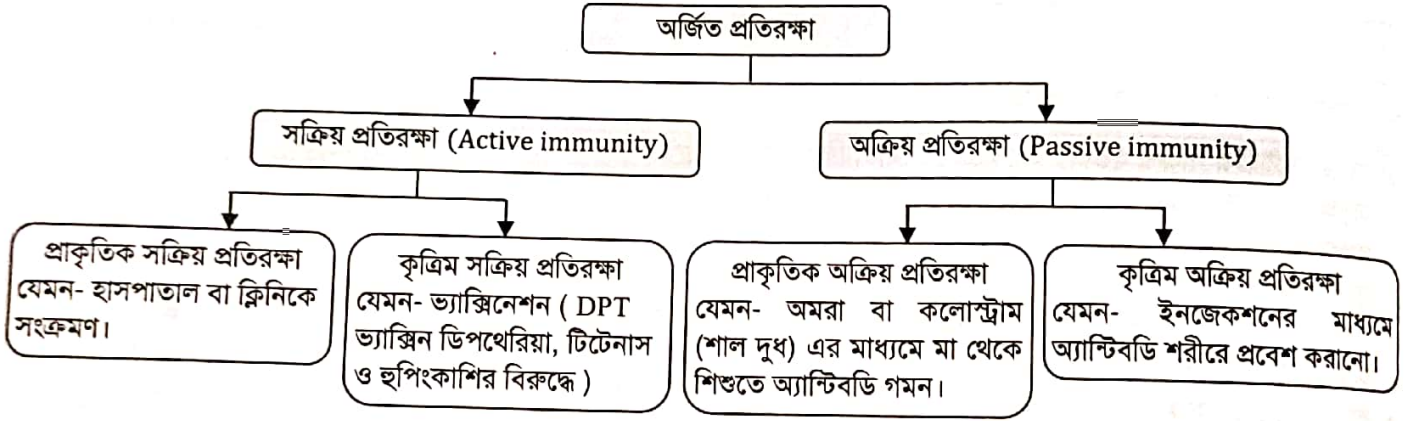 অর্জিত প্রতিরক্ষা
সক্রিয় প্রতিরক্ষা (Active immunity)
অক্রিয় প্রতিরক্ষা (Passive immunity)
প্রাকৃতিক সক্রিয় প্রতিরক্ষা
যেমন- হাসপাতাল বা ক্লিনিকে
সংক্রমণ।
কৃত্রিম সক্রিয় প্রতিরক্ষা
যেমন- ভ্যাক্সিনেশন ( DPT
ভ্যাক্সিন ডিপথেরিয়া, টিটেনাস
ও হুপিংকাশির বিরুদ্ধে )
প্রাকৃতিক অক্রিয় প্রতিরক্ষা
যেমন- অমরা বা কলোস্ট্রাম
(শাল দুধ) এর মাধ্যমে মা থেকে
শিশুতে অ্যান্টিবডি গমন।
কৃত্রিম অক্রিয় প্রতিরক্ষা
যেমন- ইনজেকশনের মাধ্যমে
অ্যান্টিবডি শরীরে প্রবেশ করানো।